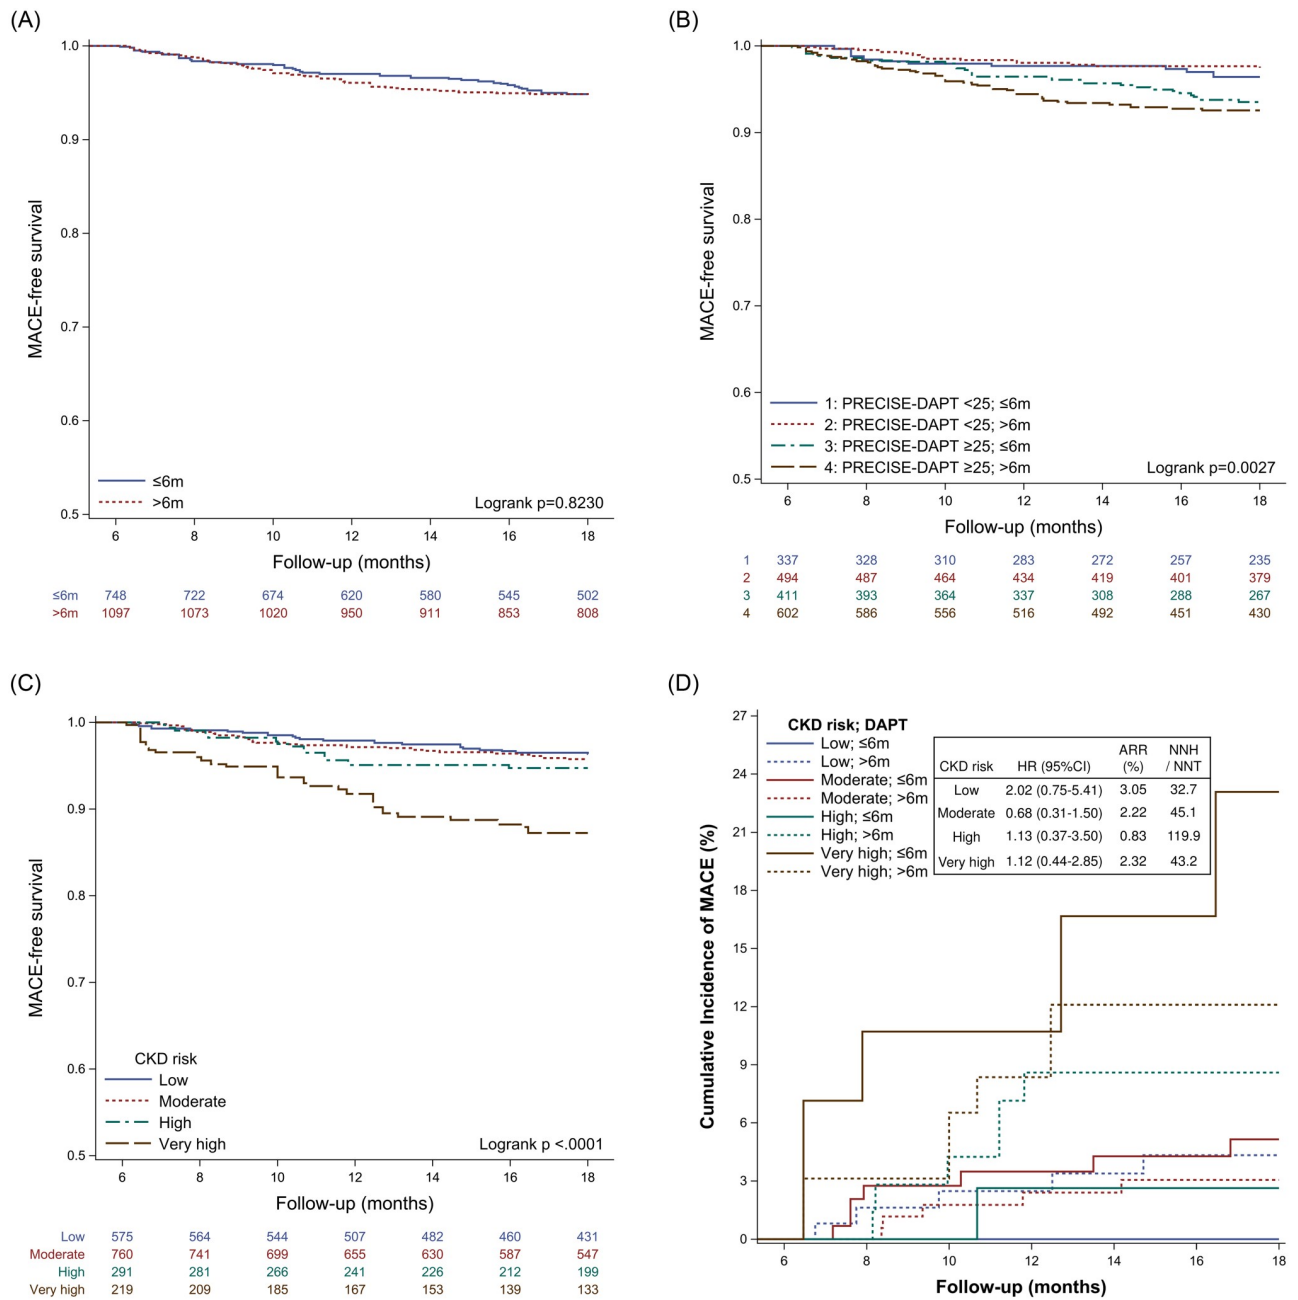 (A)
1.0
0.9
0.8
0.7
0.6
0.5
MACE-free survival
≤6m
>6m
Logrank p=0.8230
6 8 10 12 14 16 18
Follow-up (months)
≤6m 748 722 674 620 580 545 502
>6m 1097 1073 1020 950 911 853 808
(B)
1.0
0.9
0.8
0.7
0.6
0.5
MACE-free survival
1: PRECISE-DAPT <25; ≤6m
2: PRECISE-DAPT <25; >6m
3: PRECISE-DAPT ≥25; ≤6m
4: PRECISE-DAPT ≥25; >6m
Logrank p=0.0027
6 8 10 12 14 16 18
Follow-up (months)
1 337 328 310 283 272 257 235
2 494 487 464 434 419 401 379
3 411 393 364 337 308 288 267
4 602 586 556 516 492 451 430
(C)
1.0
0.9
0.8
0.7
0.6
0.5
MACE-free survival
CKD risk
Low
Moderate
High
Very high
Logrank p <.0001
6 8 10 12 14 16 18
Follow-up (months)
Low 575 564 544 507 482 460 431
Moderate 760 741 699 655 630 587 547
High 291 281 266 241 226 212 199
Very high 219 209 185 167 153 139 133
(D)
27
24
21
18
15
12
9
6
3
0
Cumulative Incidence of MACE (%)
CKD risk; DAPT
Low; ≤6m
Low; >6m
Moderate; ≤6m
Moderate; >6m
High; ≤6m
High; >6m
Very high; ≤6m
Very high; >6m
CKD risk HR (95%CI) ARR (%) NNH / NNT
Low 2.02 (0.75-5.41) 3.05 32.7
Moderate 0.68 (0.31-1.50) 2.22 45.1
High 1.13 (0.37-3.50) 0.83 119.9
Very high 1.12 (0.44-2.85) 2.32 43.2
6 8 10 12 14 16 18
Follow-up (months)